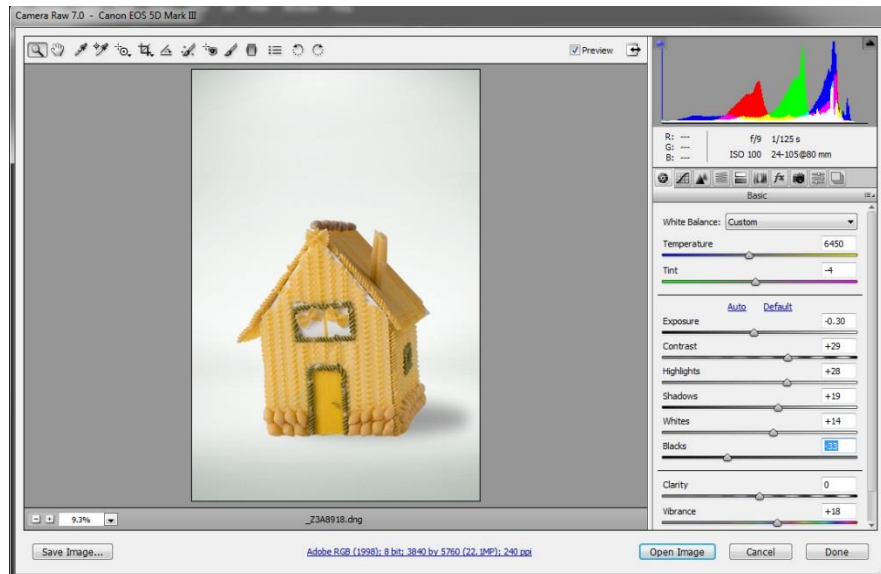 Camera Raw 7.0 - Canon EOS 5D Mark III
Preview
R: ---
G: ---
B: ---
f/9 1/125 s
ISO 100 24-105@80 mm
fx
Basic
White Balance: Custom
Temperature 6450
Tint -4
Auto Default
Exposure -0.30
Contrast +29
Highlights +28
Shadows +19
Whites +14
Blacks -33
Clarity 0
Vibrance +18
9.3% _Z3A8918.dng
Save Image... Adobe RGB (1998); 8 bit; 3840 by 5760 (22.1MP); 240 ppi Open Image Cancel Done